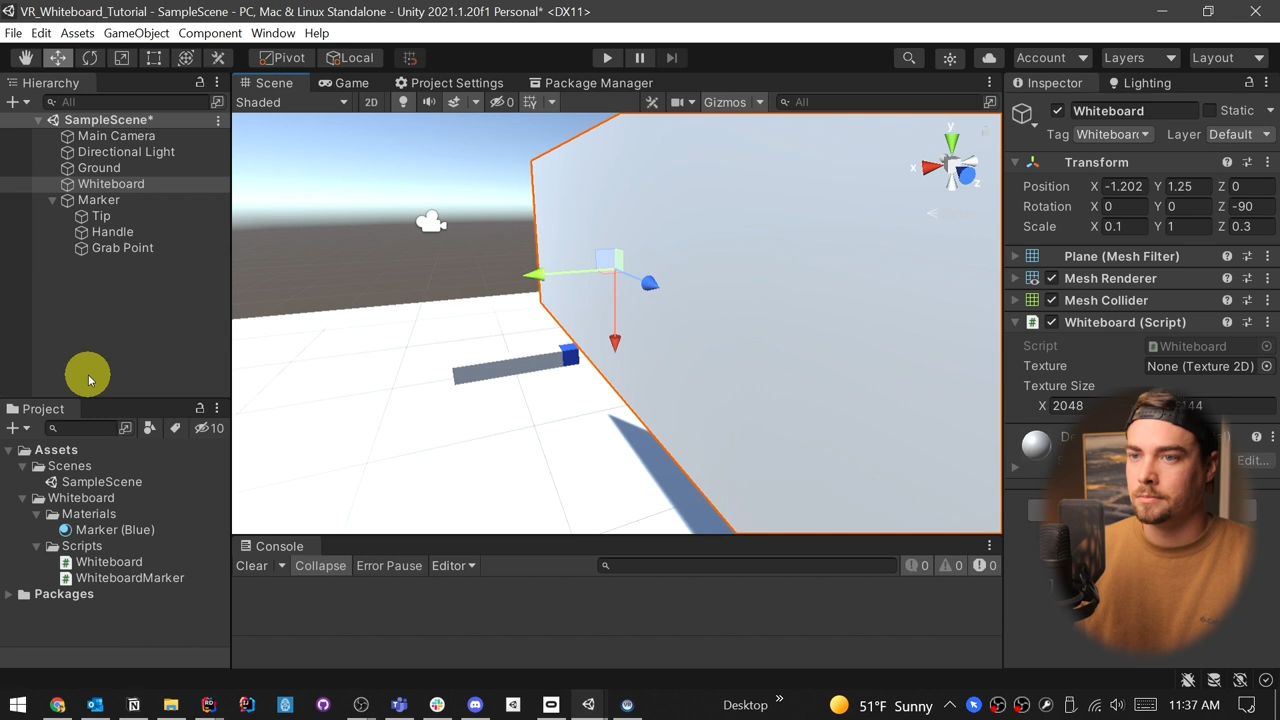 VR_Whiteboard_Tutorial - SampleScene - PC, Mac & Linux Standalone - Unity 2021.1.20f1 Personal* <DX11>
File Edit Assets GameObject Component Window Help
Pivot Local Account Layers Layout
Hierarchy
All
SampleScene*
Main Camera
Directional Light
Ground
Whiteboard
Marker
Tip
Handle
Grab Point
Project
10
Assets
Scenes
SampleScene
Whiteboard
Materials
Marker (Blue)
Scripts
Whiteboard
WhiteboardMarker
Packages
Scene Game Project Settings Package Manager
Shaded 2D 0 Gizmos All
y
x
z
Console
Clear Collapse Error Pause Editor 0 0 0
Inspector Lighting
Whiteboard Static
Tag Whiteboarc Layer Default
Transform
Position X -1.202 Y 1.25 Z 0
Rotation X 0 Y 0 Z -90
Scale X 0.1 Y 1 Z 0.3
Plane (Mesh Filter)
Mesh Renderer
Mesh Collider
Whiteboard (Script)
Script Whiteboard
Texture None (Texture 2D)
Texture Size
X 2048
Edit...
Desktop 51°F Sunny 11:37 AM